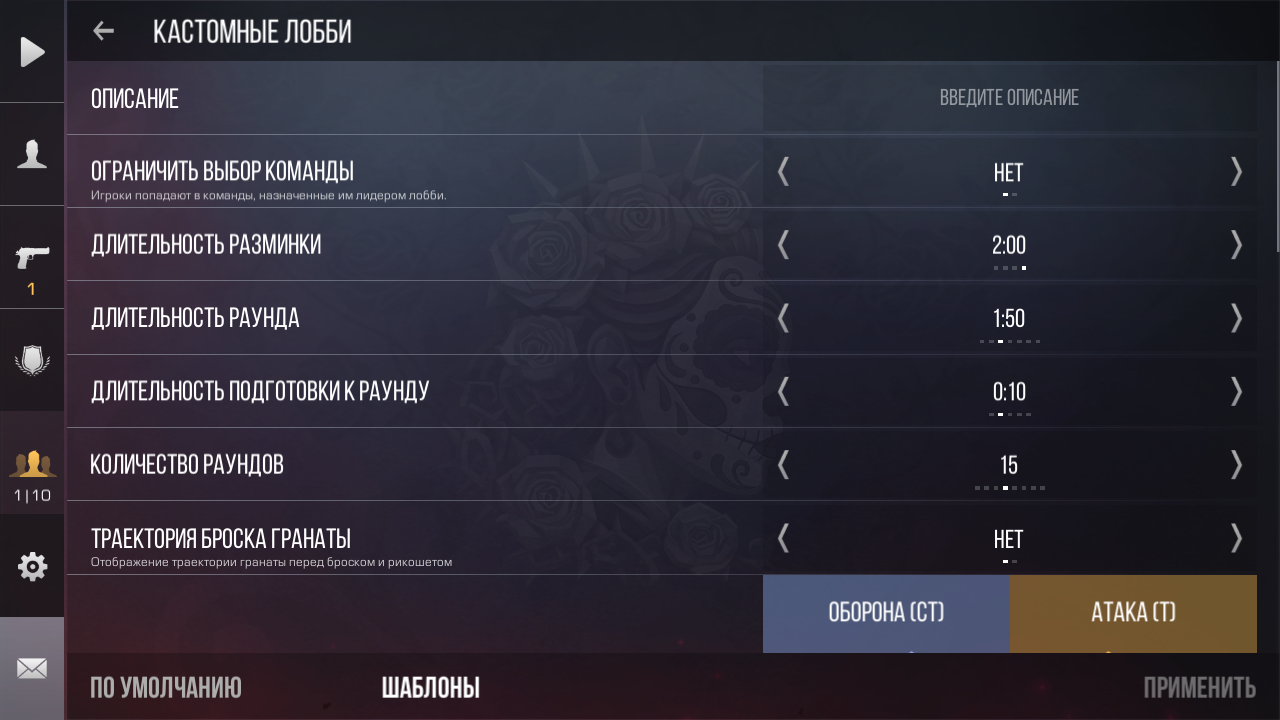 КАСТОМНЫЕ ЛОББИ
ОПИСАНИЕ
ВВЕДИТЕ ОПИСАНИЕ
ОГРАНИЧИТЬ ВЫБОР КОМАНДЫ
Игроки попадают в команды, назначенные им лидером лобби.
НЕТ
ДЛИТЕЛЬНОСТЬ РАЗМИНКИ
2:00
1
ДЛИТЕЛЬНОСТЬ РАУНДА
1:50
ДЛИТЕЛЬНОСТЬ ПОДГОТОВКИ К РАУНДУ
0:10
КОЛИЧЕСТВО РАУНДОВ
15
1|10
ТРАЕКТОРИЯ БРОСКА ГРАНАТЫ
Отображение траектории гранаты перед броском и рикошетом
НЕТ
ОБОРОНА (CT)
АТАКА (T)
ПО УМОЛЧАНИЮ
ШАБЛОНЫ
ПРИМЕНИТЬ